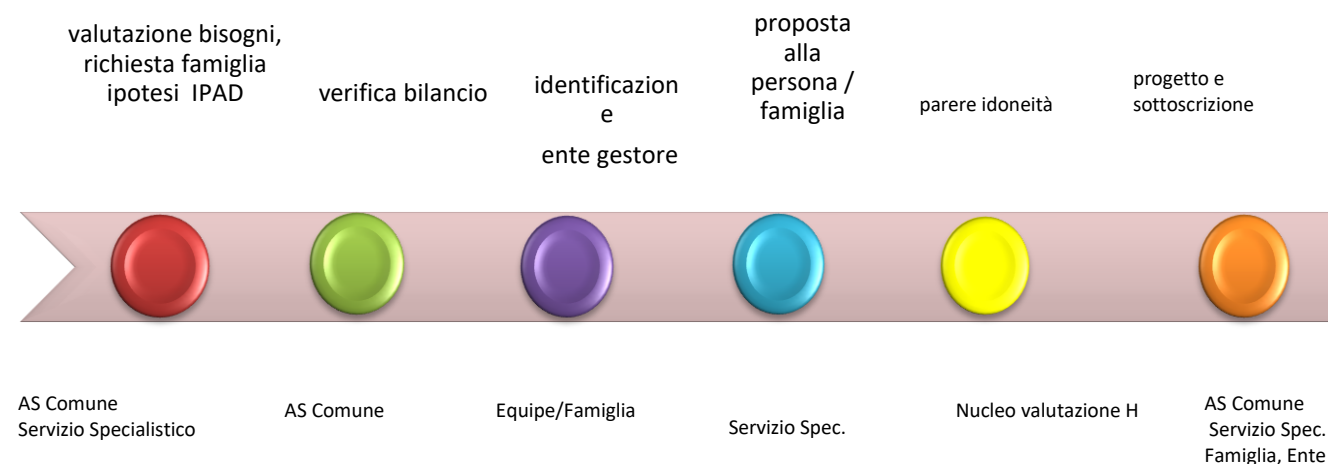 valutazione bisogni,
richiesta famiglia
ipotesi IPAD
verifica bilancio
identificazion
e
ente gestore
proposta
alla
persona /
famiglia
parere idoneità
progetto e
sottoscrizione
AS Comune
Servizio Specialistico
AS Comune
Equipe/Famiglia
Servizio Spec.
Nucleo valutazione H
AS Comune
Servizio Spec.
Famiglia, Ente